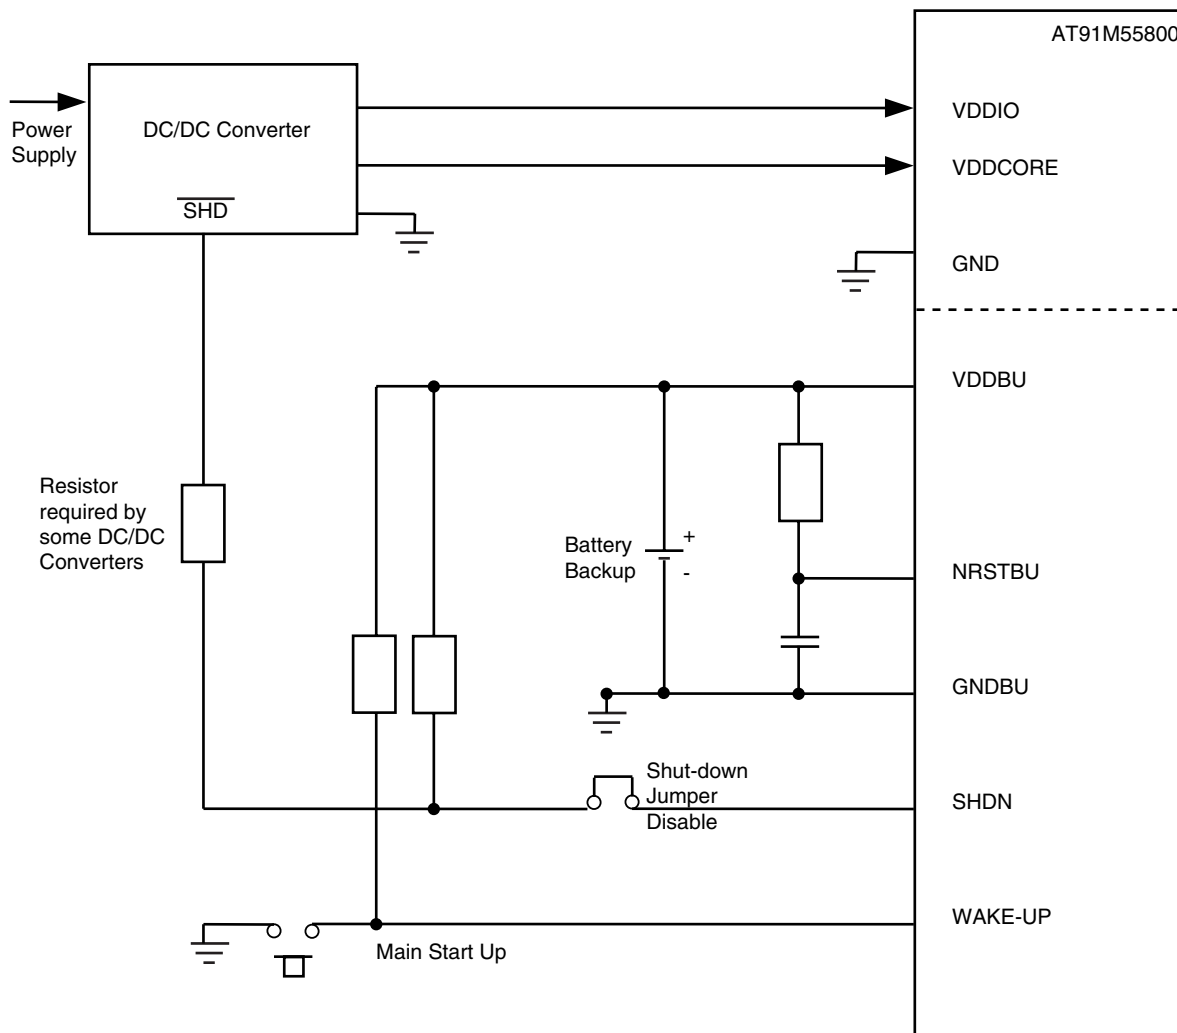 AT91M55800
DC/DC Converter
Power
Supply
SHD
VDDIO
VDDCORE
GND
VDDBU
Resistor
required by
some DC/DC
Converters
Battery
Backup
+
-
NRSTBU
GNDBU
Shut-down
Jumper
Disable
SHDN
WAKE-UP
Main Start Up